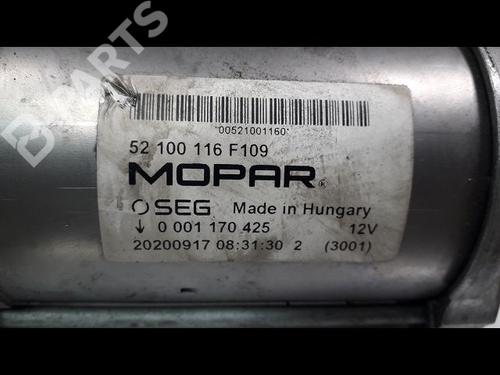 B-PARTS
00521001160
52 100 116 F109
MOPAR®
SEG Made in Hungary
↓ 0 001 170 425 12V
20200917 08:31:30 2 (3001)